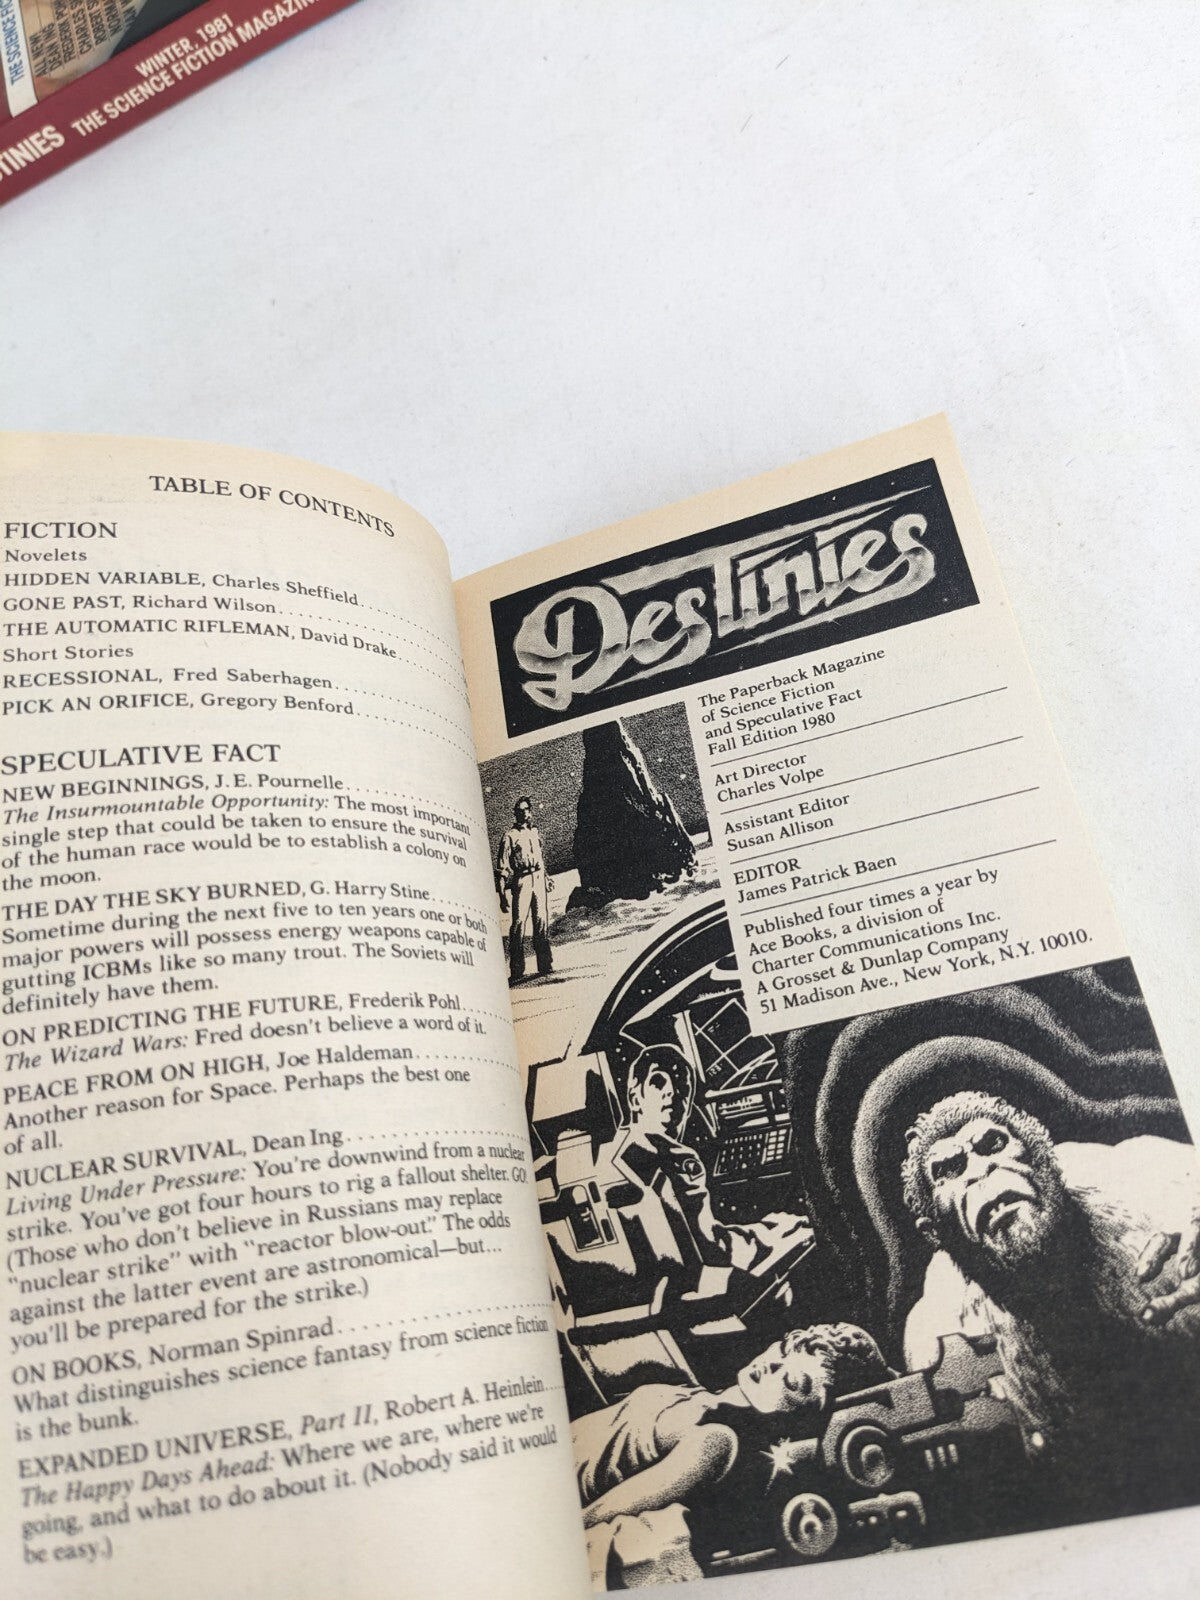 THE SCIENCE
ALL NEW!
DEAN ING
WINTER, 1981
THE SCIENCE FICTION MAGAZIN
TINIES
TABLE OF CONTENTS
FICTION
Novelets
HIDDEN VARIABLE, Charles Sheffield
GONE PAST, Richard Wilson
THE AUTOMATIC RIFLEMAN, David Drake
Short Stories
RECESSIONAL, Fred Saberhagen
PICK AN ORIFICE, Gregory Benford
SPECULATIVE FACT
NEW BEGINNINGS, J. E. Pournelle
The Insurmountable Opportunity: The most important
single step that could be taken to ensure the survival
of the human race would be to establish a colony on
the moon.
THE DAY THE SKY BURNED, G. Harry Stine
Sometime during the next five to ten years one or both
major powers will possess energy weapons capable of
gutting ICBMs like so many trout. The Soviets will
definitely have them.
ON PREDICTING THE FUTURE, Frederik Pohl
The Wizard Wars: Fred doesn't believe a word of it.
PEACE FROM ON HIGH, Joe Haldeman
Another reason for Space. Perhaps the best one
of all.
NUCLEAR SURVIVAL, Dean Ing
Living Under Pressure: You're downwind from a nuclear
strike. You've got four hours to rig a fallout shelter. GO.
(Those who don't believe in Russians may replace
"nuclear strike" with "reactor blow-out." The odds
against the latter event are astronomical—but...
you'll be prepared for the strike.)
ON BOOKS, Norman Spinrad
What distinguishes science fantasy from science fiction
is the bunk.
EXPANDED UNIVERSE, Part II, Robert A. Heinlein
The Happy Days Ahead: Where we are, where we're
going, and what to do about it. (Nobody said it would
be easy.)
Destinies
The Paperback Magazine
of Science Fiction
and Speculative Fact
Fall Edition 1980
Art Director
Charles Volpe
Assistant Editor
Susan Allison
EDITOR
James Patrick Baen
Published four times a year by
Ace Books, a division of
Charter Communications Inc.
A Grosset & Dunlap Company
51 Madison Ave., New York, N.Y. 10010.